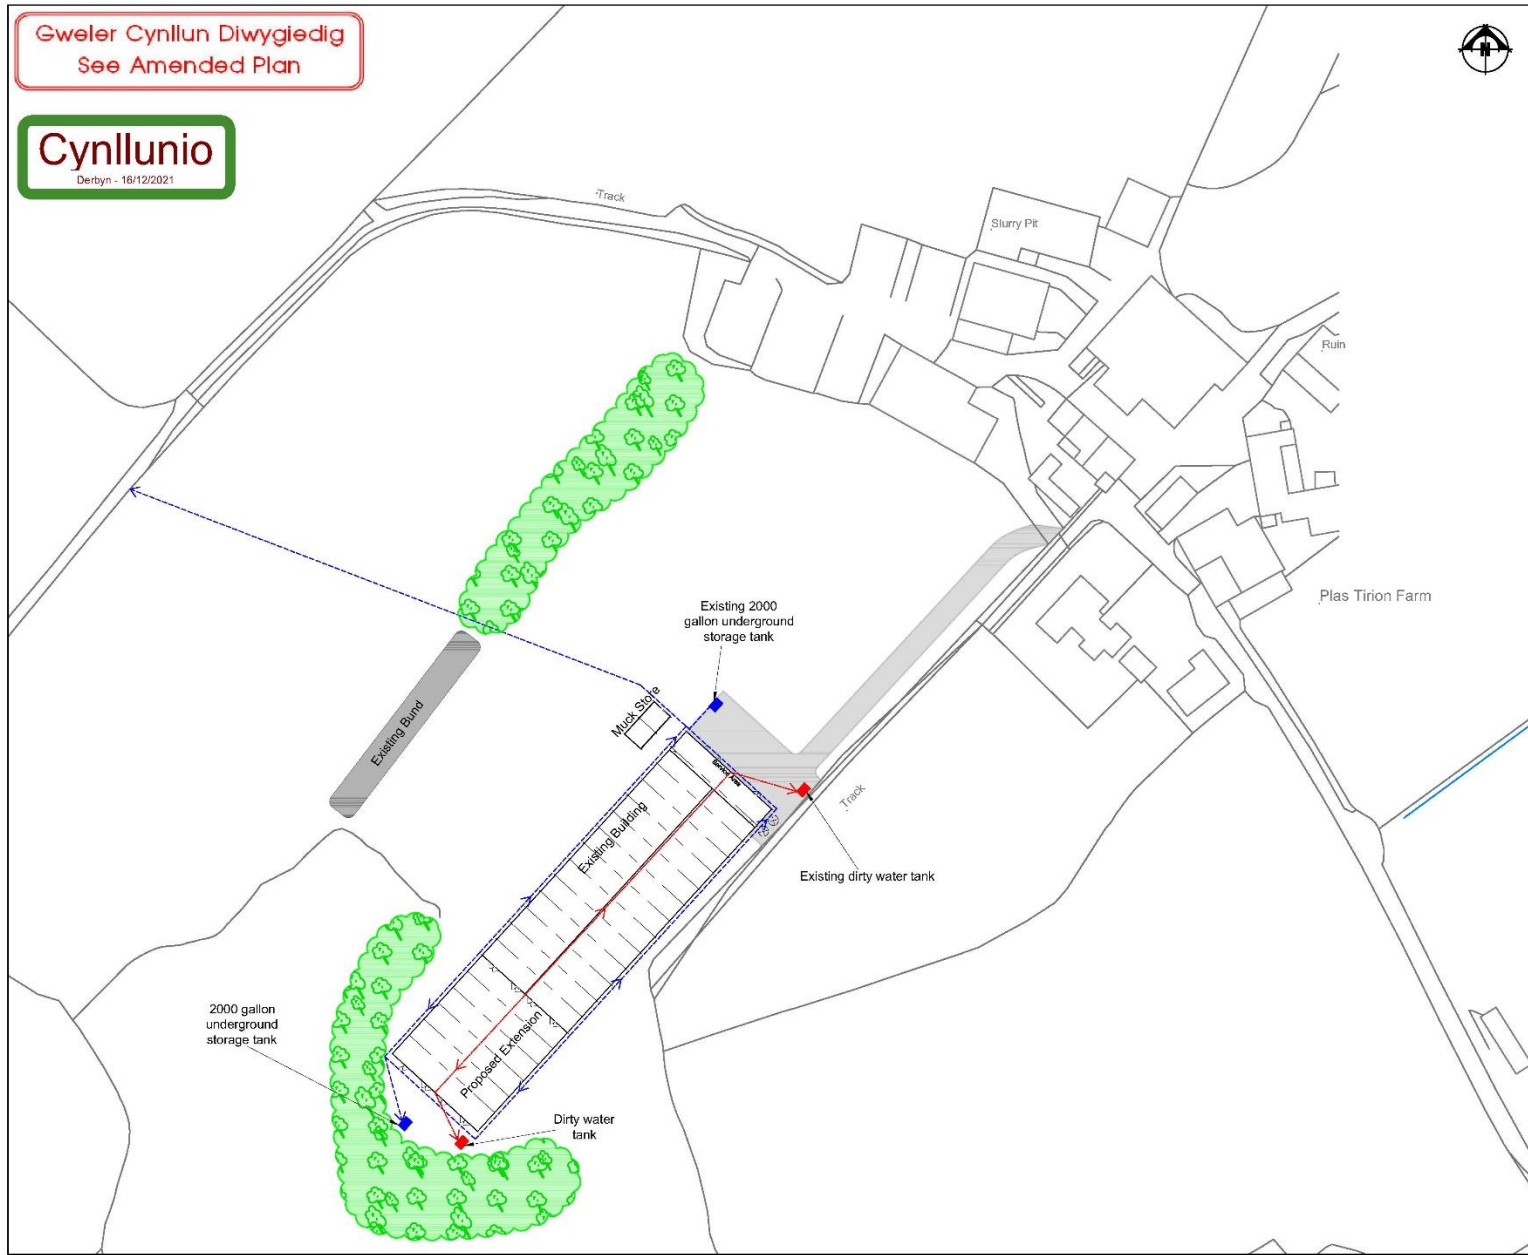 Gweler Cynllun Diwygiedig
See Amended Plan
Cynllunio
Derbyn - 16/12/2021
N
Track
Slurry Pit
Ruin
Plas Tirion Farm
Existing 2000
gallon underground
storage tank
Muck Store
Existing Bund
Service Area
Existing Building
Track
Existing dirty water tank
2000 gallon
underground
storage tank
Proposed Extension
Dirty water
tank